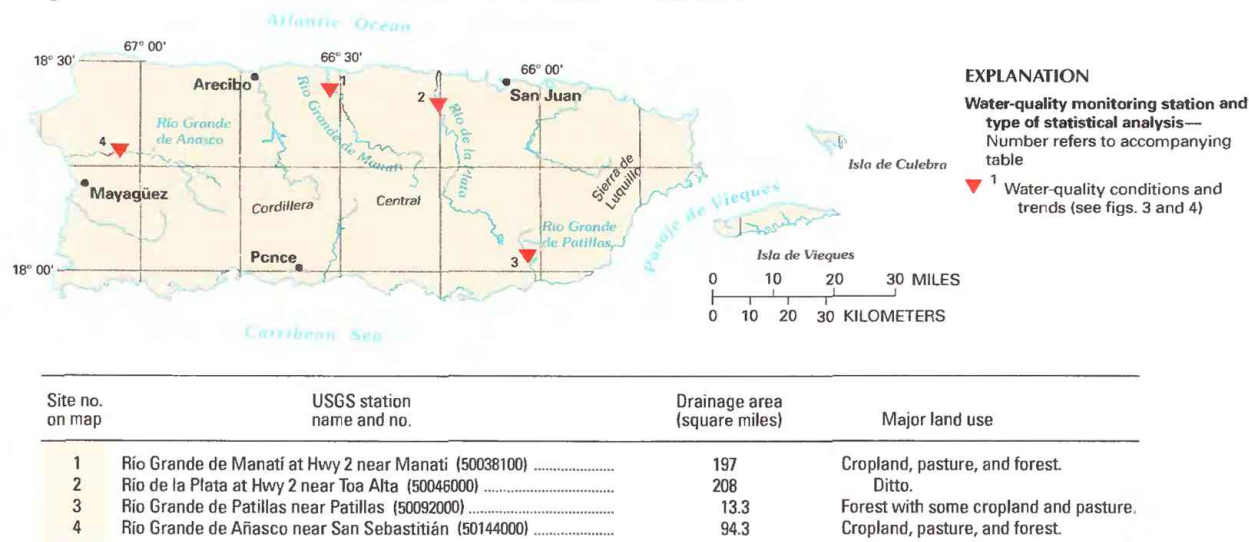 Atlantic Ocean
67° 00'
66° 30'
66° 00'
18° 30'
Arecibo
1
2
San Juan
Río Grande de Manatí
Río de la Plata
Río Grande
de Anasco
4
Mayagüez
Cordillera
Central
Sierra de
Luquillo
Río Grande
de Patillas
3
Ponce
18° 00'
Pasaje de Vieques
Isla de Culebra
Isla de Vieques
Carribean Sea
0 10 20 30 MILES
0 10 20 30 KILOMETERS
EXPLANATION
Water-quality monitoring station and
type of statistical analysis—
Number refers to accompanying
table
1 Water-quality conditions and
trends (see figs. 3 and 4)
Site no. USGS station Drainage area
on map name and no. (square miles) Major land use
1 Río Grande de Manatí at Hwy 2 near Manatí (50038100) ..................... 197 Cropland, pasture, and forest.
2 Río de la Plata at Hwy 2 near Toa Alta (50046000) ................................. 208 Ditto.
3 Río Grande de Patillas near Patillas (50092000) .................................... 13.3 Forest with some cropland and pasture.
4 Río Grande de Añasco near San Sebastitián (50144000) ..................... 94.3 Cropland, pasture, and forest.